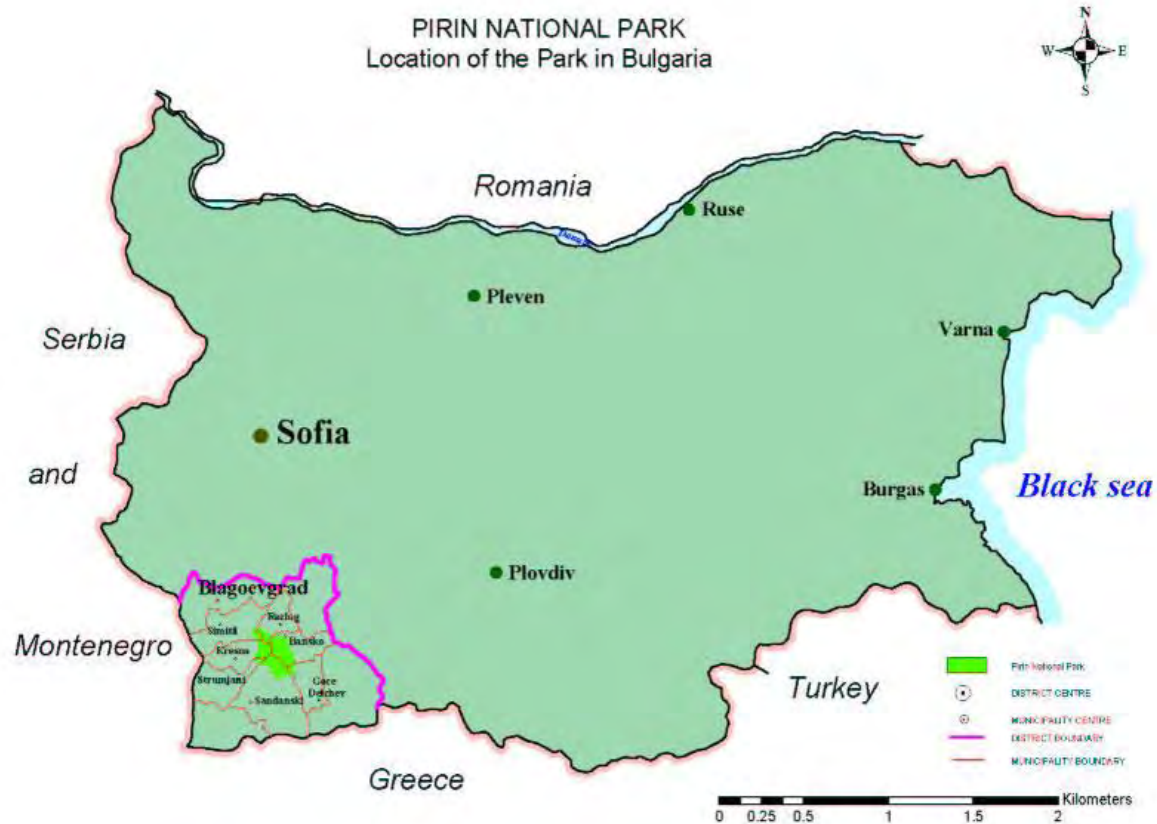 PIRIN NATIONAL PARK
Location of the Park in Bulgaria
N
W E
S
Romania
Ruse
Pleven
Varna
Serbia
Sofia
and
Burgas
Black sea
Plovdiv
Blagoevgrad
Razlog
Simitli
Bansko
Montenegro
Kresna
Strumjani
Goce
Delchev
Sandanski
Turkey
Pirin National Park
DISTRICT CENTRE
MUNICIPALITY CENTRE
DISTRICT BOUNDARY
MUNICIPALITY BOUNDARY
Greece
Kilometers
0 0.25 0.5 1 1.5 2